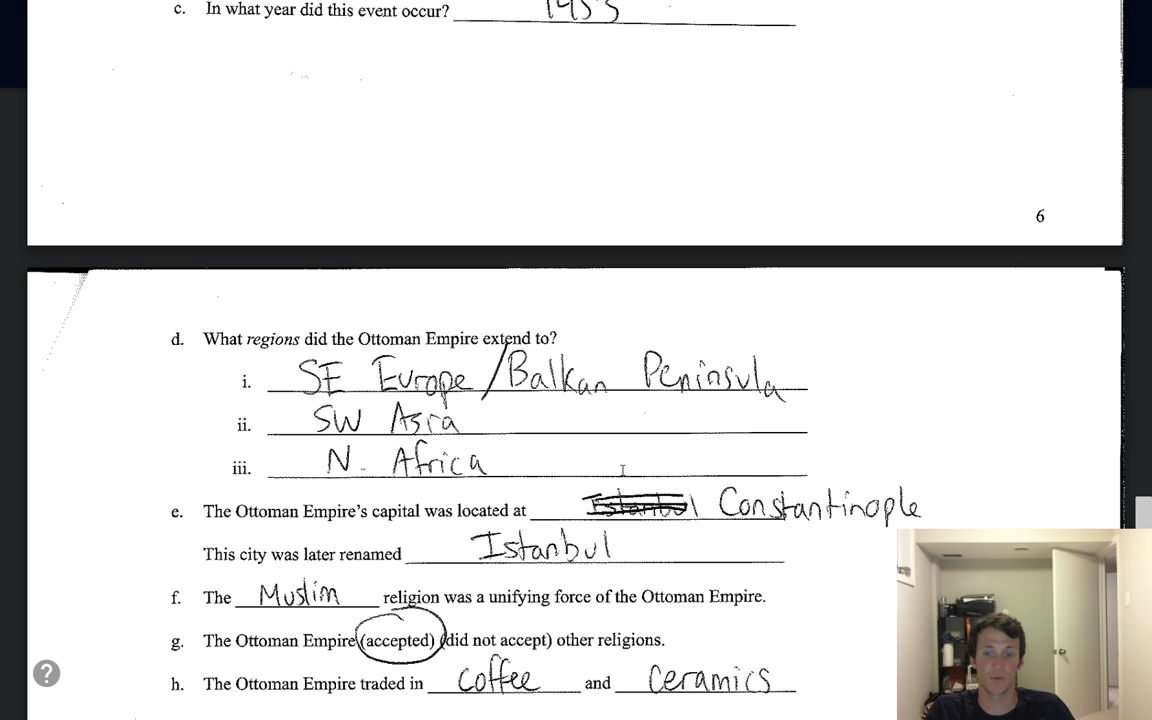 c. In what year did this event occur? 1453
6
d. What regions did the Ottoman Empire extend to?
i. SE Europe/Balkan Peninsula
ii. SW Asia
iii. N. Africa
e. The Ottoman Empire's capital was located at Constantinople
This city was later renamed Istanbul
f. The Muslim religion was a unifying force of the Ottoman Empire.
g. The Ottoman Empire (accepted) (did not accept) other religions.
h. The Ottoman Empire traded in coffee and ceramics
?